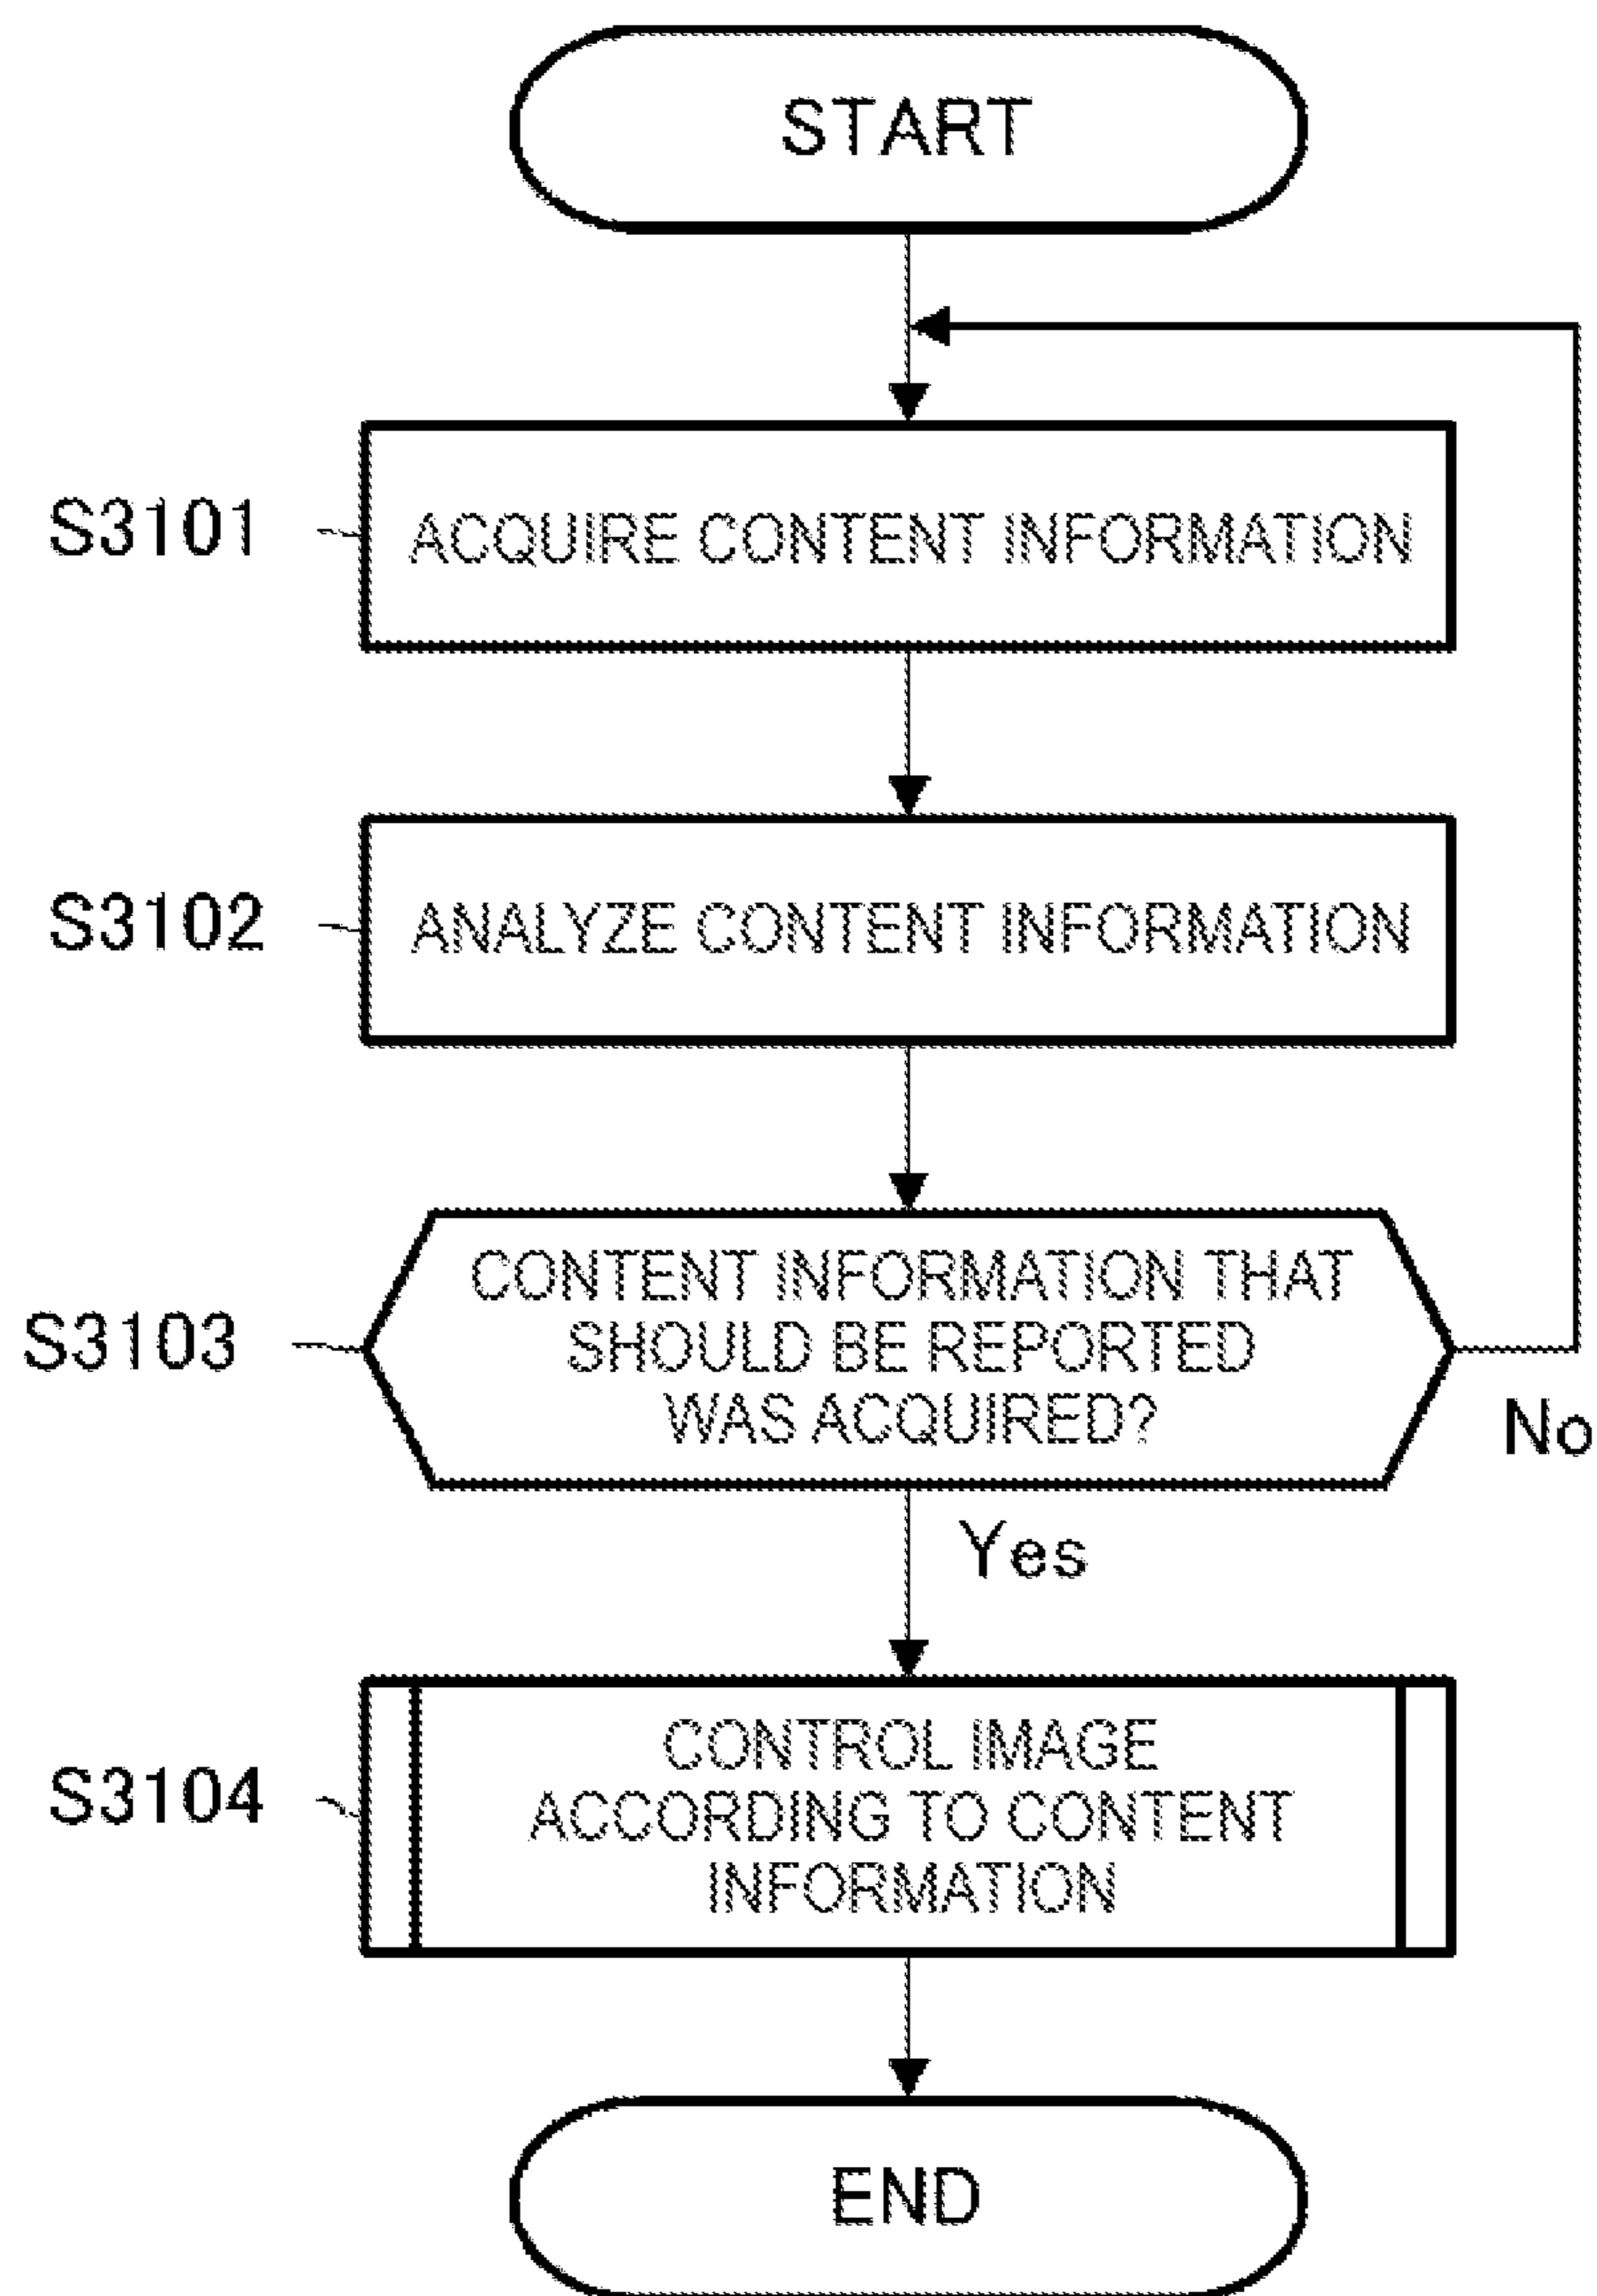 START
S3101
ACQUIRE CONTENT INFORMATION
S3102
ANALYZE CONTENT INFORMATION
S3103
CONTENT INFORMATION THAT
SHOULD BE REPORTED
WAS ACQUIRED?
No
Yes
S3104
CONTROL IMAGE
ACCORDING TO CONTENT
INFORMATION
END